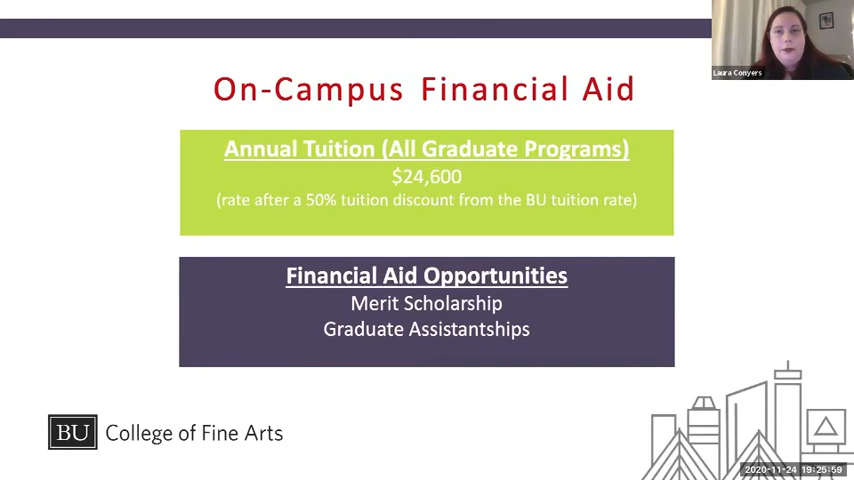 Laura Conyers
On-Campus Financial Aid
Annual Tuition (All Graduate Programs)
$24,600
(rate after a 50% tuition discount from the BU tuition rate)
Financial Aid Opportunities
Merit Scholarship
Graduate Assistantships
BU College of Fine Arts
2020-11-24 19:25:59